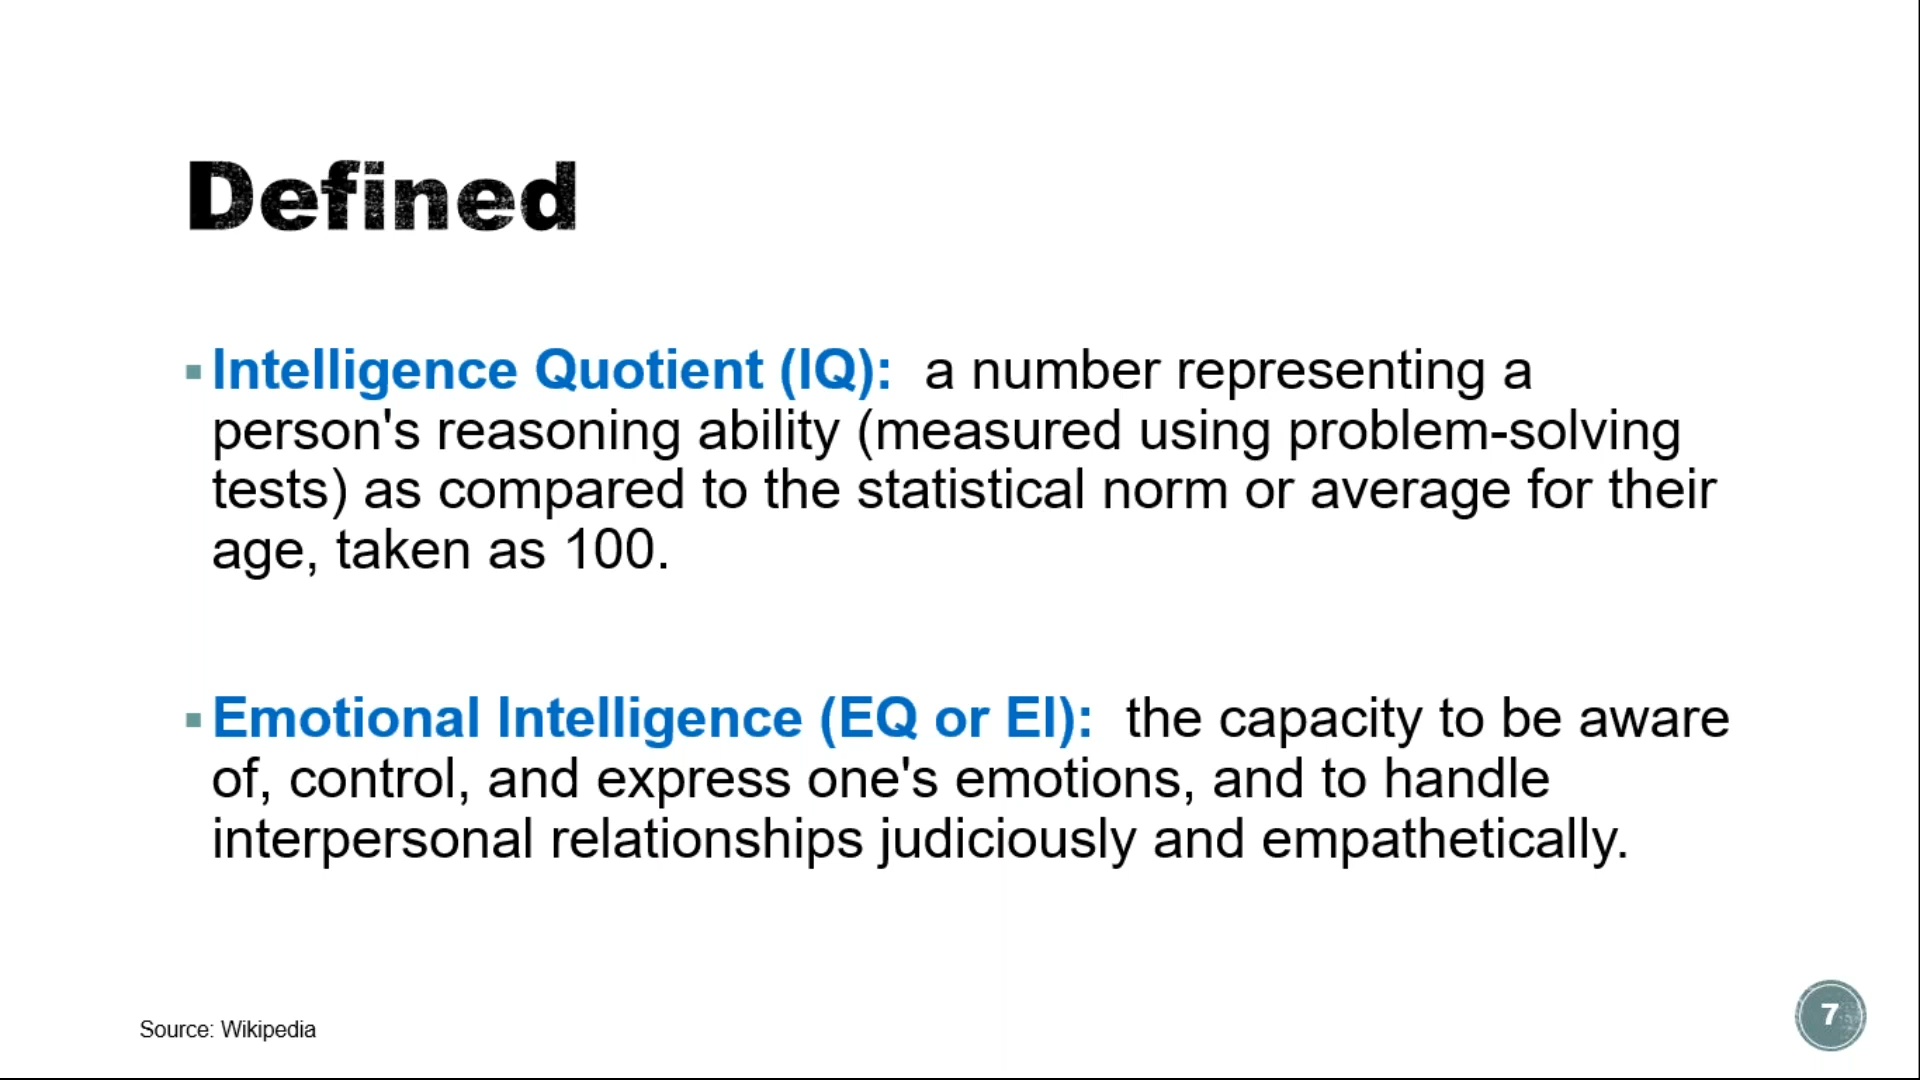 Defined
▪ Intelligence Quotient (IQ):  a number representing a
person's reasoning ability (measured using problem-solving
tests) as compared to the statistical norm or average for their
age, taken as 100.
▪ Emotional Intelligence (EQ or EI):  the capacity to be aware
of, control, and express one's emotions, and to handle
interpersonal relationships judiciously and empathetically.
Source: Wikipedia
7